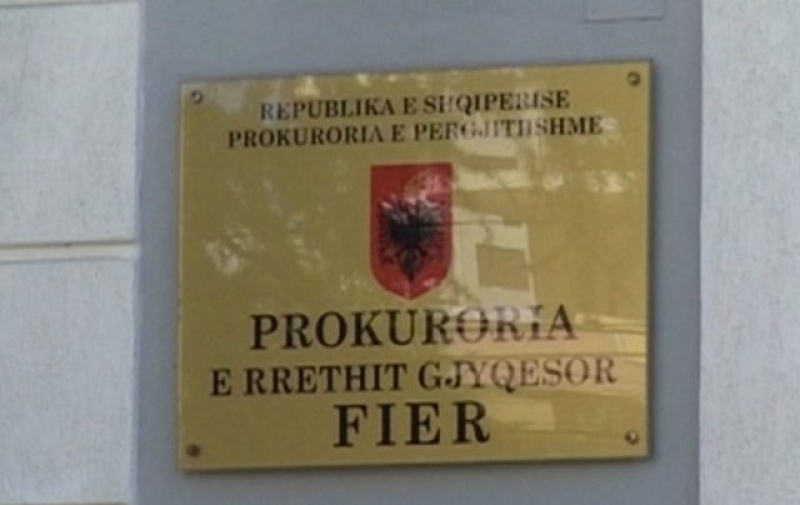 REPUBLIKA E SHQIPERISE
PROKURORIA E PERGJITHSHME
PROKURORIA
E RRETHIT GJYQESOR
FIER